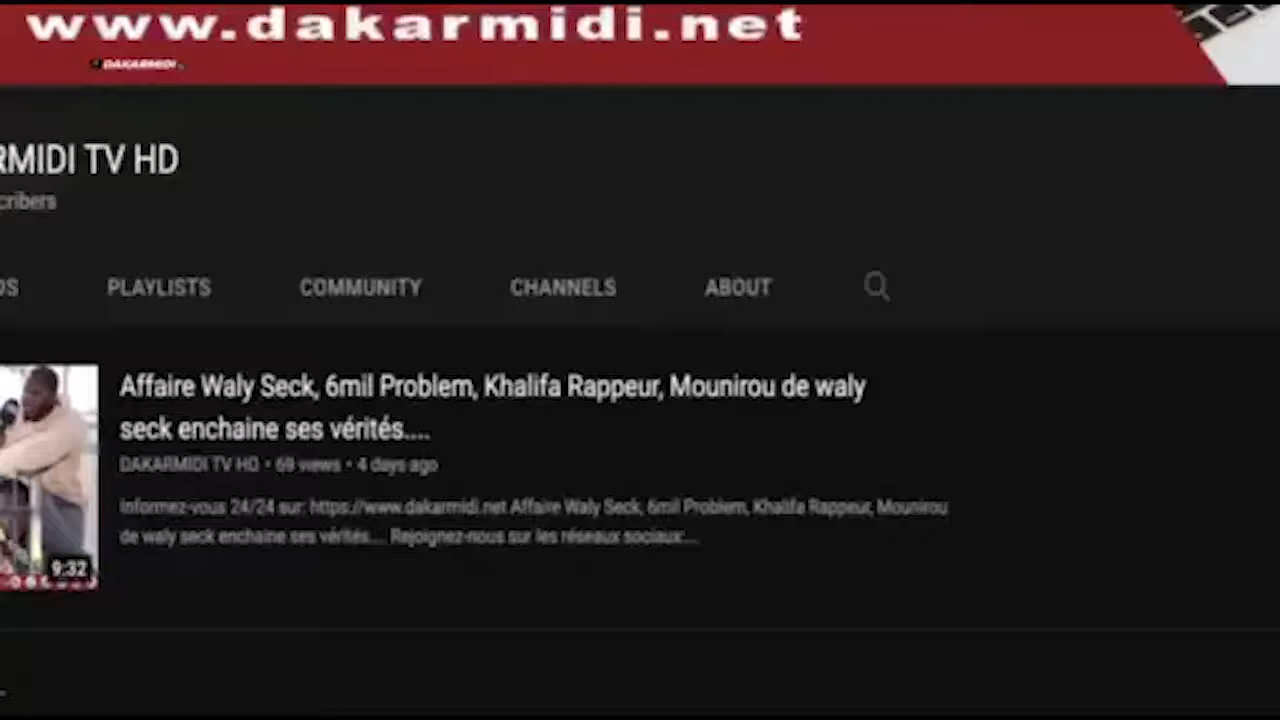 www.dakarmidi.net
DAKARMIDI
RMIDI TV HD
cribers
OS PLAYLISTS COMMUNITY CHANNELS ABOUT
Affaire Waly Seck, 6mil Problem, Khalifa Rappeur, Mounirou de waly
seck enchaine ses vérités....
DAKARMIDI TV HD • 69 views • 4 days ago
Informez-vous 24/24 sur: https://www.dakarmidi.net Affaire Waly Seck, 6mil Problem, Khalifa Rappeur, Mounirou
de waly seck enchaine ses vérités.... Rejoignez-nous sur les réseaux sociaux:...
9:32